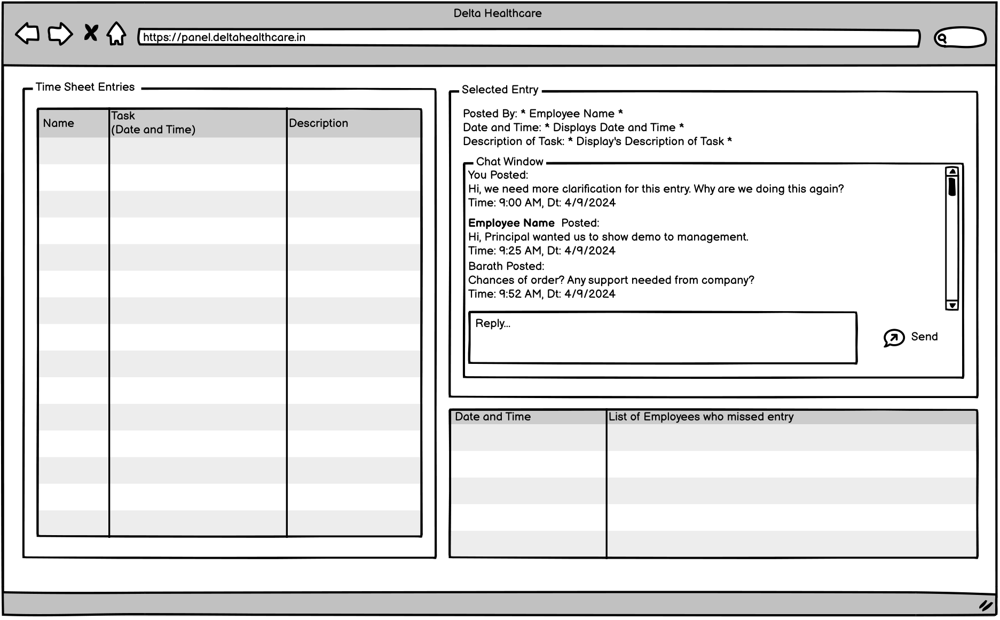 Delta Healthcare
https://panel.deltahealthcare.in
Time Sheet Entries
Name
Task
(Date and Time)
Description
Selected Entry
Posted By: * Employee Name *
Date and Time: * Displays Date and Time *
Description of Task: * Display's Description of Task *
Chat Window
You Posted:
Hi, we need more clarification for this entry. Why are we doing this again?
Time: 9:00 AM, Dt: 4/9/2024
Employee Name Posted:
Hi, Principal wanted us to show demo to management.
Time: 9:25 AM, Dt: 4/9/2024
Barath Posted:
Chances of order? Any support needed from company?
Time: 9:52 AM, Dt: 4/9/2024
Reply...
Send
Date and Time
List of Employees who missed entry